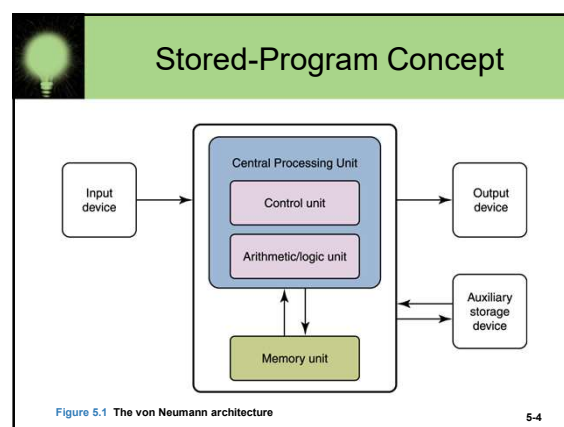 Stored-Program Concept
Central Processing Unit
Input
device
Control unit
Output
device
Arithmetic/logic unit
Auxiliary
storage
device
Memory unit
Figure 5.1 The von Neumann architecture
5-4